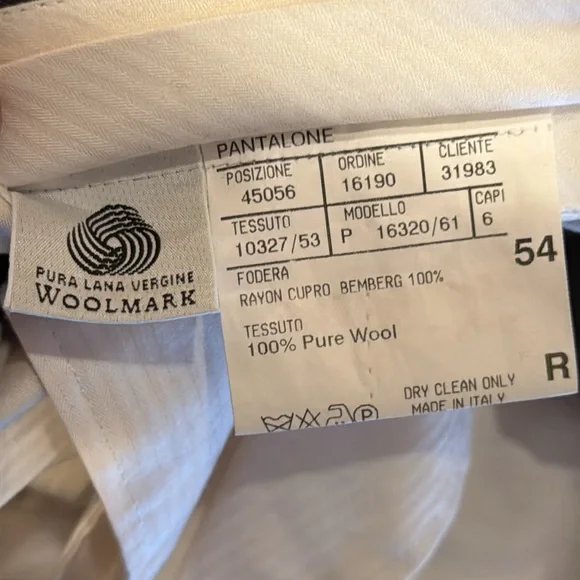 PANTALONE
POSIZIONE
45056
ORDINE
16190
CLIENTE
31983
TESSUTO
10327/53
MODELLO
P 16320/61
CAPI
6
54
FODERA
RAYON CUPRO BEMBERG 100%
TESSUTO
100% Pure Wool
R
DRY CLEAN ONLY
MADE IN ITALY
P
PURA LANA VERGINE
WOOLMARK